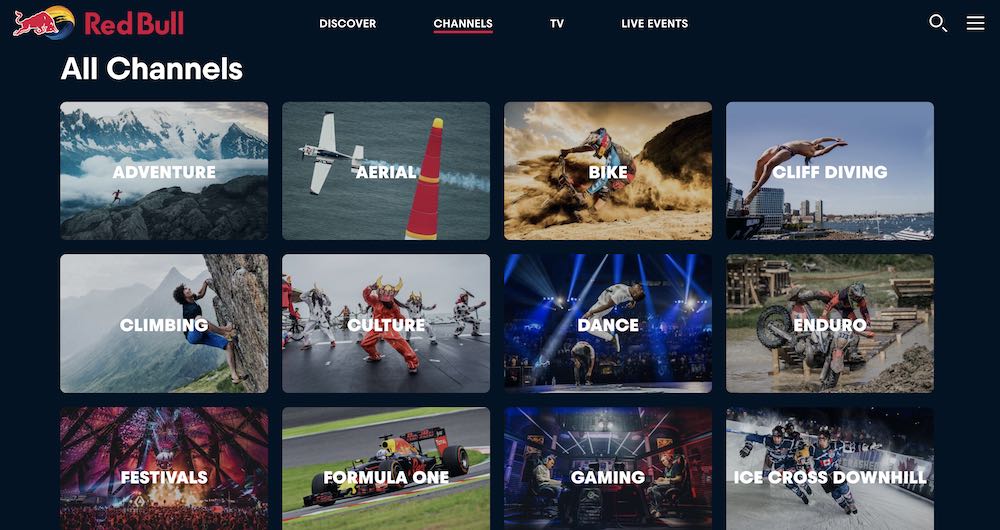 Red Bull
DISCOVER
CHANNELS
TV
LIVE EVENTS
All Channels
ADVENTURE
AERIAL
BIKE
CLIFF DIVING
CLIMBING
CULTURE
DANCE
ENDURO
FESTIVALS
FORMULA ONE
GAMING
ICE CROSS DOWNHILL